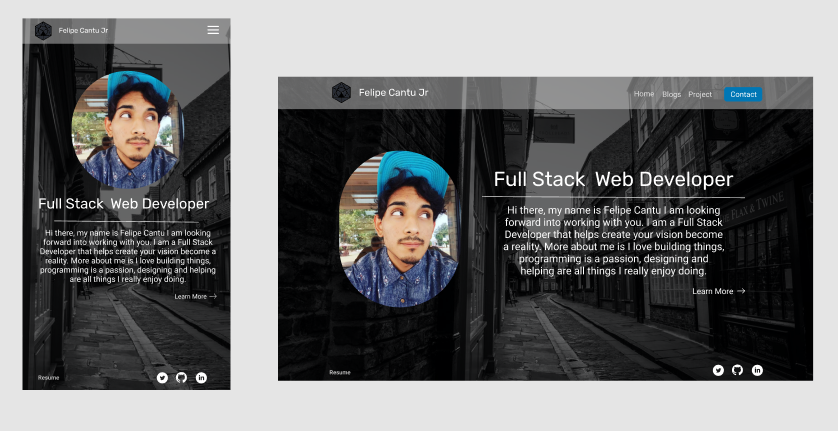 Felipe Cantu Jr
Full Stack Web Developer
Hi there, my name is Felipe Cantu I am looking
forward into working with you. I am a Full Stack
Developer that helps create your vision become a
reality. More about me is I love building things,
programming is a passion, designing and helping
are all things I really enjoy doing.
Learn More
Resume
Felipe Cantu Jr
Home Blogs Project Contact
Full Stack Web Developer
Hi there, my name is Felipe Cantu I am looking
forward into working with you. I am a Full Stack
Developer that helps create your vision become
a reality. More about me is I love building things,
programming is a passion, designing and
helping are all things I really enjoy doing.
FLAX & TWINE
Learn More
Resume